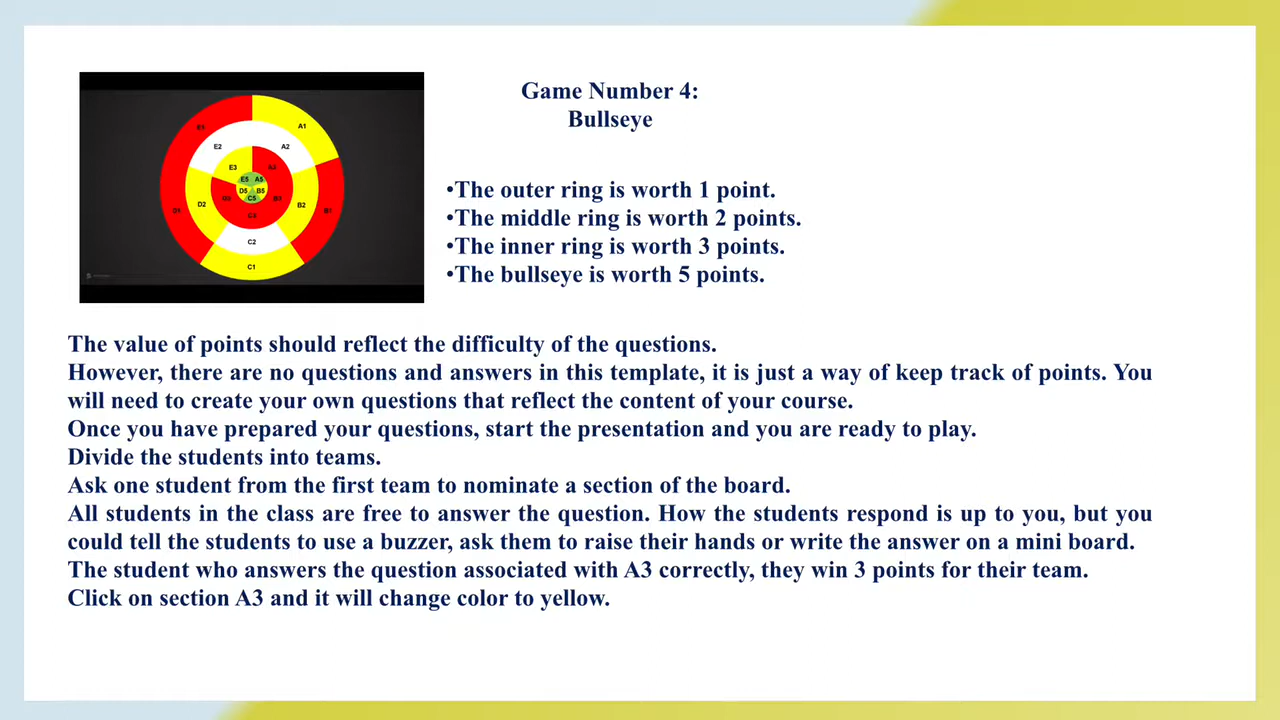 Game Number 4:
Bullseye
E1
A1
E2
A2
E3
A3
E5
A5
D5
B5
C5
D3
B3
D2
B2
D1
B1
C3
C2
C1
•The outer ring is worth 1 point.
•The middle ring is worth 2 points.
•The inner ring is worth 3 points.
•The bullseye is worth 5 points.
The value of points should reflect the difficulty of the questions.
However, there are no questions and answers in this template, it is just a way of keep track of points. You
will need to create your own questions that reflect the content of your course.
Once you have prepared your questions, start the presentation and you are ready to play.
Divide the students into teams.
Ask one student from the first team to nominate a section of the board.
All students in the class are free to answer the question. How the students respond is up to you, but you
could tell the students to use a buzzer, ask them to raise their hands or write the answer on a mini board.
The student who answers the question associated with A3 correctly, they win 3 points for their team.
Click on section A3 and it will change color to yellow.